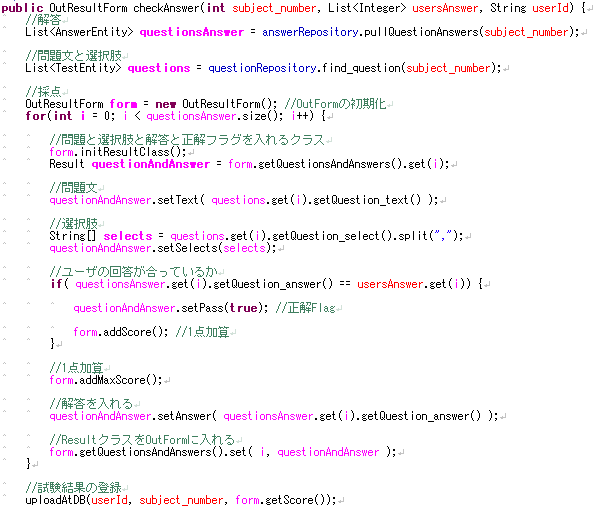 public OutResultForm checkAnswer(int subject_number, List<Integer> usersAnswer, String userId) {↵
//解答↵
List<AnswerEntity> questionsAnswer = answerRepository.pullQuestionAnswers(subject_number);↵
↵
//問題文と選択肢↵
List<TestEntity> questions = questionRepository.find_question(subject_number);↵
↵
//採点↵
OutResultForm form = new OutResultForm(); //OutFormの初期化↵
for(int i = 0; i < questionsAnswer.size(); i++) {↵
↵
//問題と選択肢と解答と正解フラグを入れるクラス↵
form.initResultClass();↵
Result questionAndAnswer = form.getQuestionsAndAnswers().get(i);↵
↵
//問題文↵
questionAndAnswer.setText( questions.get(i).getQuestion_text() );↵
↵
//選択肢↵
String[] selects = questions.get(i).getQuestion_select().split(",");↵
questionAndAnswer.setSelects(selects);↵
↵
//ユーザの回答が合っているか↵
if( questionsAnswer.get(i).getQuestion_answer() == usersAnswer.get(i)) {↵
↵
questionAndAnswer.setPass(true); //正解Flag↵
↵
form.addScore(); //1点加算↵
}↵
↵
//1点加算↵
form.addMaxScore();↵
↵
//解答を入れる↵
questionAndAnswer.setAnswer( questionsAnswer.get(i).getQuestion_answer() );↵
↵
//ResultクラスをOutFormに入れる↵
form.getQuestionsAndAnswers().set( i, questionAndAnswer );↵
}↵
↵
//試験結果の登録↵
uploadAtDB(userId, subject_number, form.getScore());↵